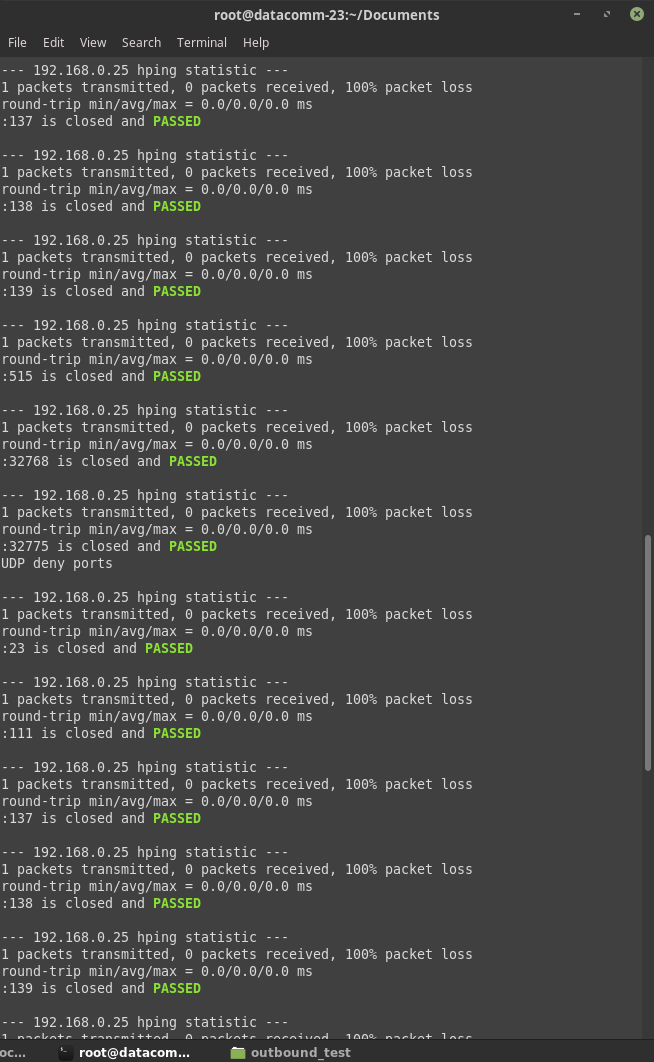 root@datacomm-23:~/Documents
File Edit View Search Terminal Help
--- 192.168.0.25 hping statistic ---
1 packets transmitted, 0 packets received, 100% packet loss
round-trip min/avg/max = 0.0/0.0/0.0 ms
:137 is closed and PASSED
--- 192.168.0.25 hping statistic ---
1 packets transmitted, 0 packets received, 100% packet loss
round-trip min/avg/max = 0.0/0.0/0.0 ms
:138 is closed and PASSED
--- 192.168.0.25 hping statistic ---
1 packets transmitted, 0 packets received, 100% packet loss
round-trip min/avg/max = 0.0/0.0/0.0 ms
:139 is closed and PASSED
--- 192.168.0.25 hping statistic ---
1 packets transmitted, 0 packets received, 100% packet loss
round-trip min/avg/max = 0.0/0.0/0.0 ms
:515 is closed and PASSED
--- 192.168.0.25 hping statistic ---
1 packets transmitted, 0 packets received, 100% packet loss
round-trip min/avg/max = 0.0/0.0/0.0 ms
:32768 is closed and PASSED
--- 192.168.0.25 hping statistic ---
1 packets transmitted, 0 packets received, 100% packet loss
round-trip min/avg/max = 0.0/0.0/0.0 ms
:32775 is closed and PASSED
UDP deny ports
--- 192.168.0.25 hping statistic ---
1 packets transmitted, 0 packets received, 100% packet loss
round-trip min/avg/max = 0.0/0.0/0.0 ms
:23 is closed and PASSED
--- 192.168.0.25 hping statistic ---
1 packets transmitted, 0 packets received, 100% packet loss
round-trip min/avg/max = 0.0/0.0/0.0 ms
:111 is closed and PASSED
--- 192.168.0.25 hping statistic ---
1 packets transmitted, 0 packets received, 100% packet loss
round-trip min/avg/max = 0.0/0.0/0.0 ms
:137 is closed and PASSED
--- 192.168.0.25 hping statistic ---
1 packets transmitted, 0 packets received, 100% packet loss
round-trip min/avg/max = 0.0/0.0/0.0 ms
:138 is closed and PASSED
--- 192.168.0.25 hping statistic ---
1 packets transmitted, 0 packets received, 100% packet loss
round-trip min/avg/max = 0.0/0.0/0.0 ms
:139 is closed and PASSED
--- 192.168.0.25 hping statistic ---
1 packets transmitted, 0 packets received, 100% packet loss
oc... root@datacom... outbound_test